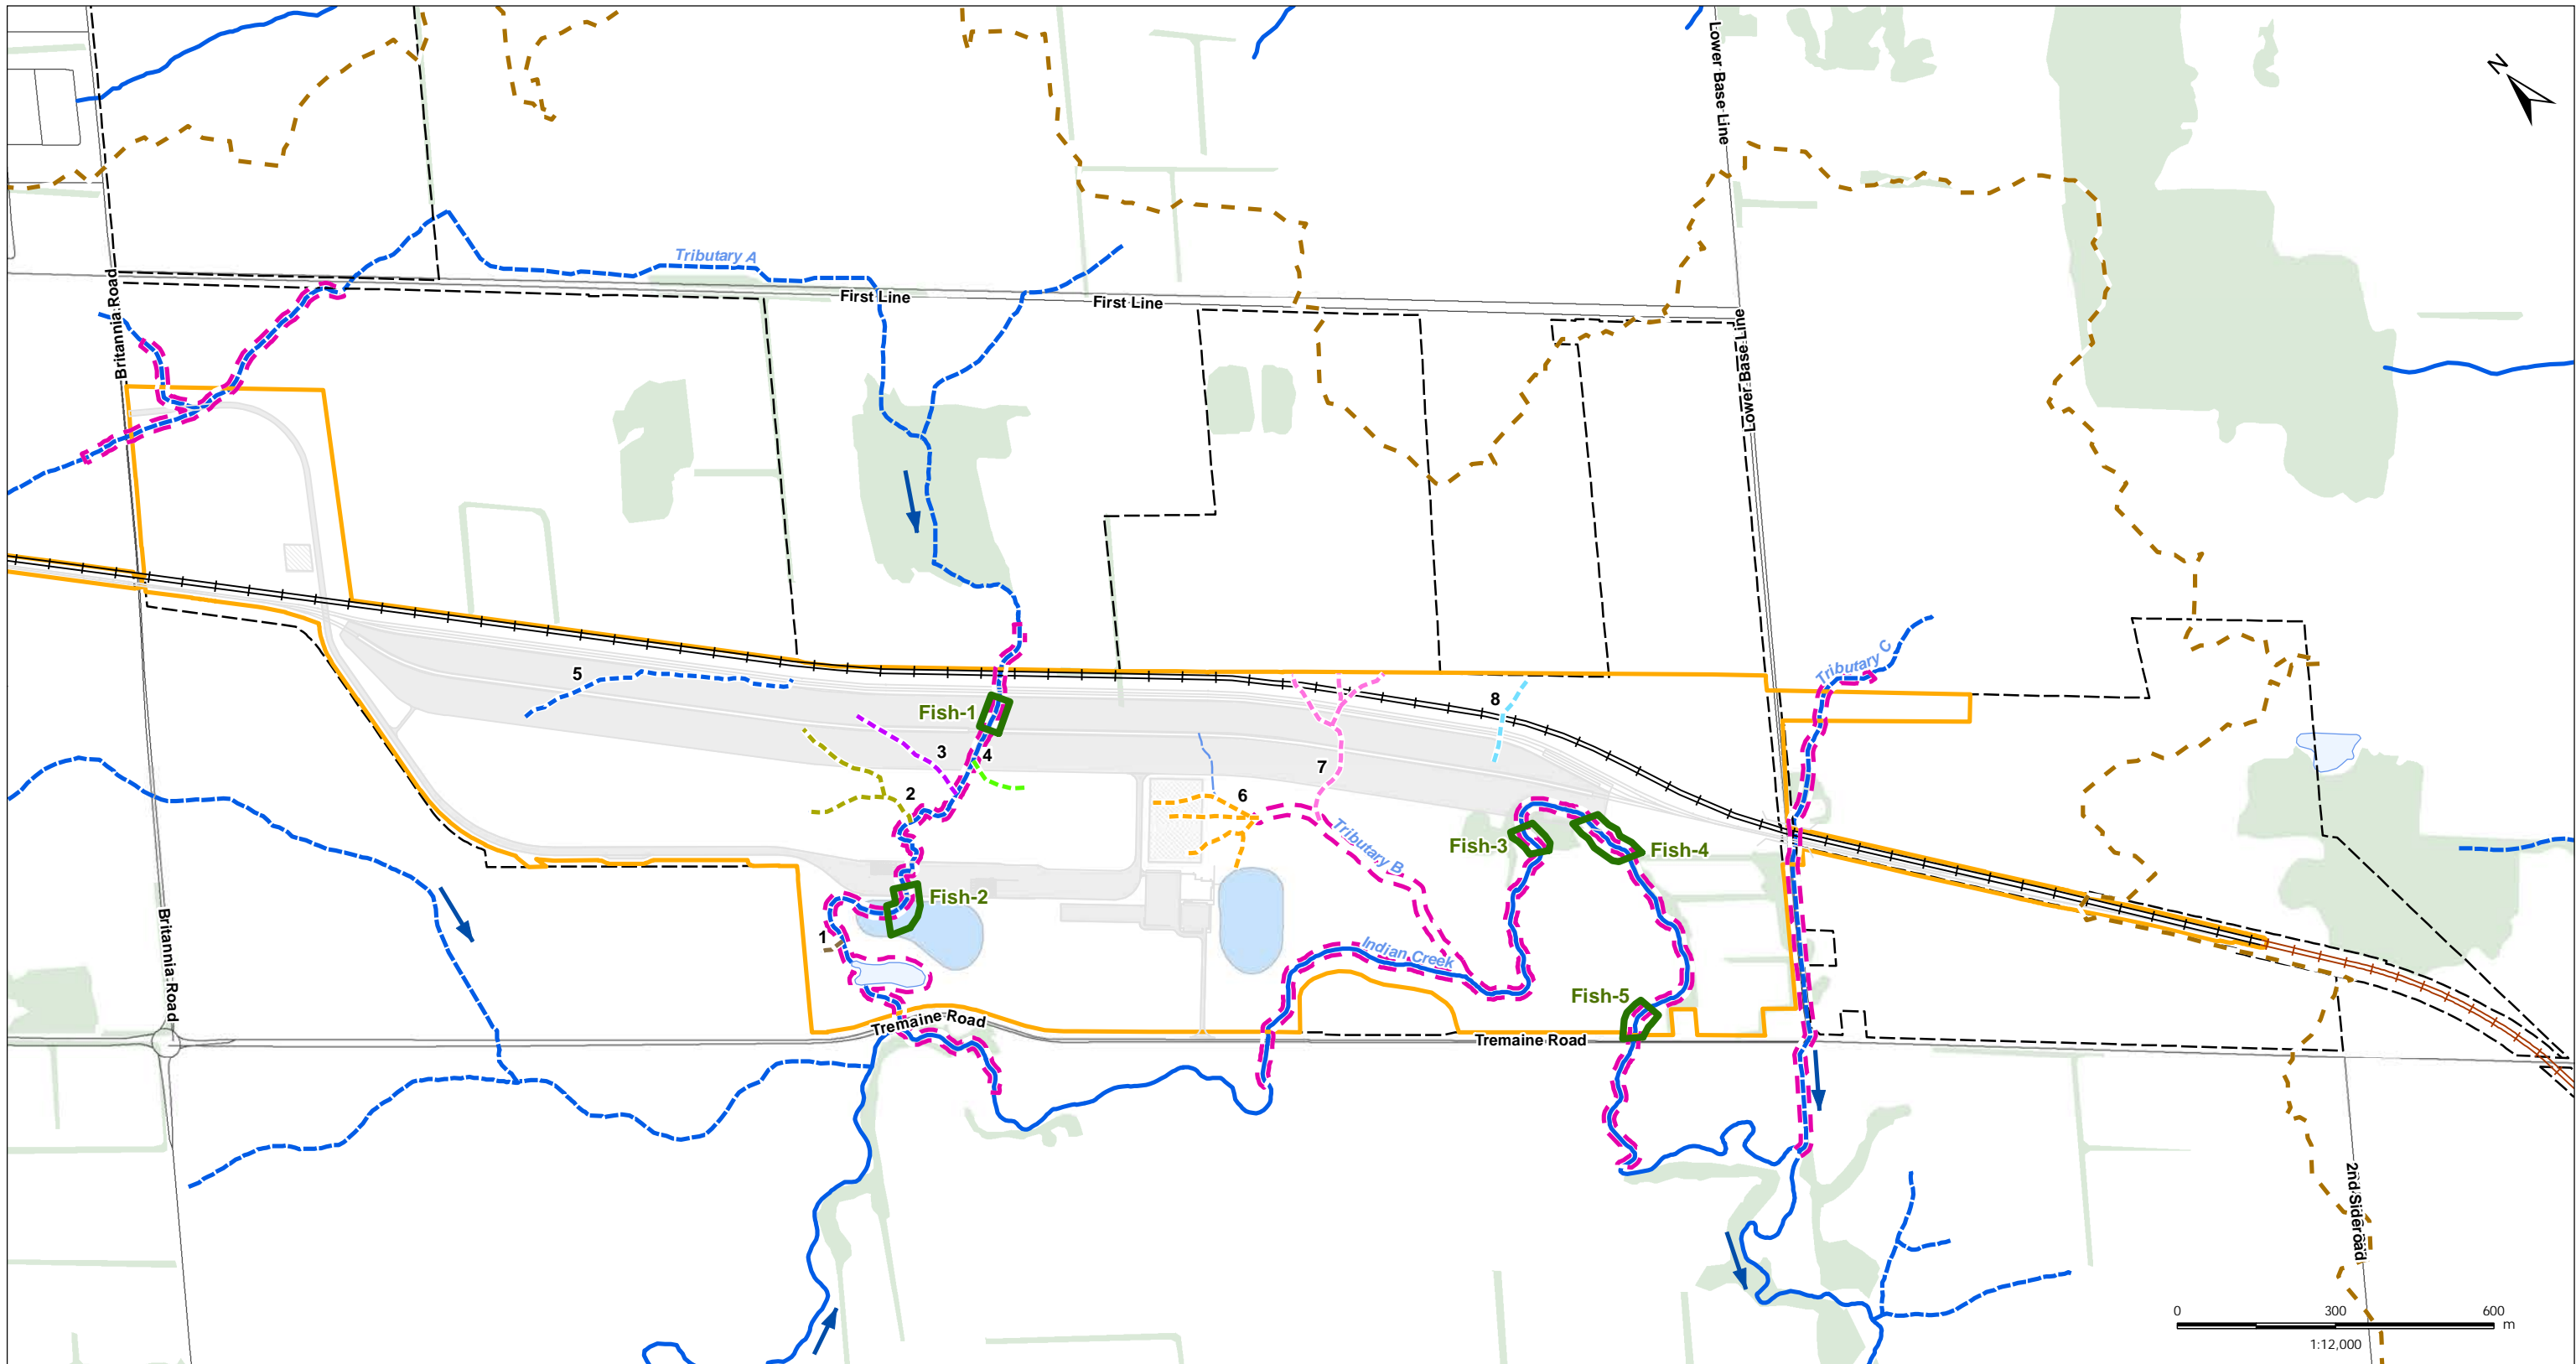 N
Lower Base Line
Tributary A
Britannia Road
First Line
First Line
Lower Base Line
Tributary C
5
8
Fish-1
3
4
7
2
6
Tributary B
Fish-3
Fish-4
Fish-2
1
Britannia Road
Indian Creek
Fish-5
Tremaine Road
Tremaine Road
2nd Sideroad
0 300 600
m
1:12,000